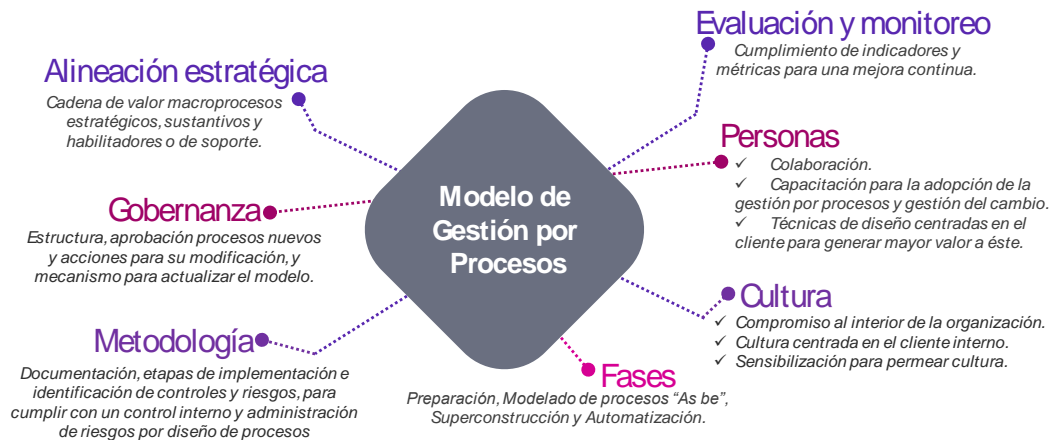 Alineación estratégica
Cadena de valor macroprocesos
estratégicos, sustantivos y
habilitadores o de soporte.
Gobernanza
Estructura, aprobación procesos nuevos
y acciones para su modificación, y
mecanismo para actualizar el modelo.
Metodología
Documentación, etapas de implementación e
identificación de controles y riesgos, para
cumplir con un control interno y administración
de riesgos por diseño de procesos
Modelo de
Gestión por
Procesos
Evaluación y monitoreo
Cumplimiento de indicadores y
métricas para una mejora continua.
Personas
✓ Colaboración.
✓ Capacitación para la adopción de la
gestión por procesos y gestión del cambio.
✓ Técnicas de diseño centradas en el
cliente para generar mayor valor a éste.
Cultura
✓ Compromiso al interior de la organización.
✓ Cultura centrada en el cliente interno.
✓ Sensibilización para permear cultura.
Fases
Preparación, Modelado de procesos “As be”,
Superconstrucción y Automatización.